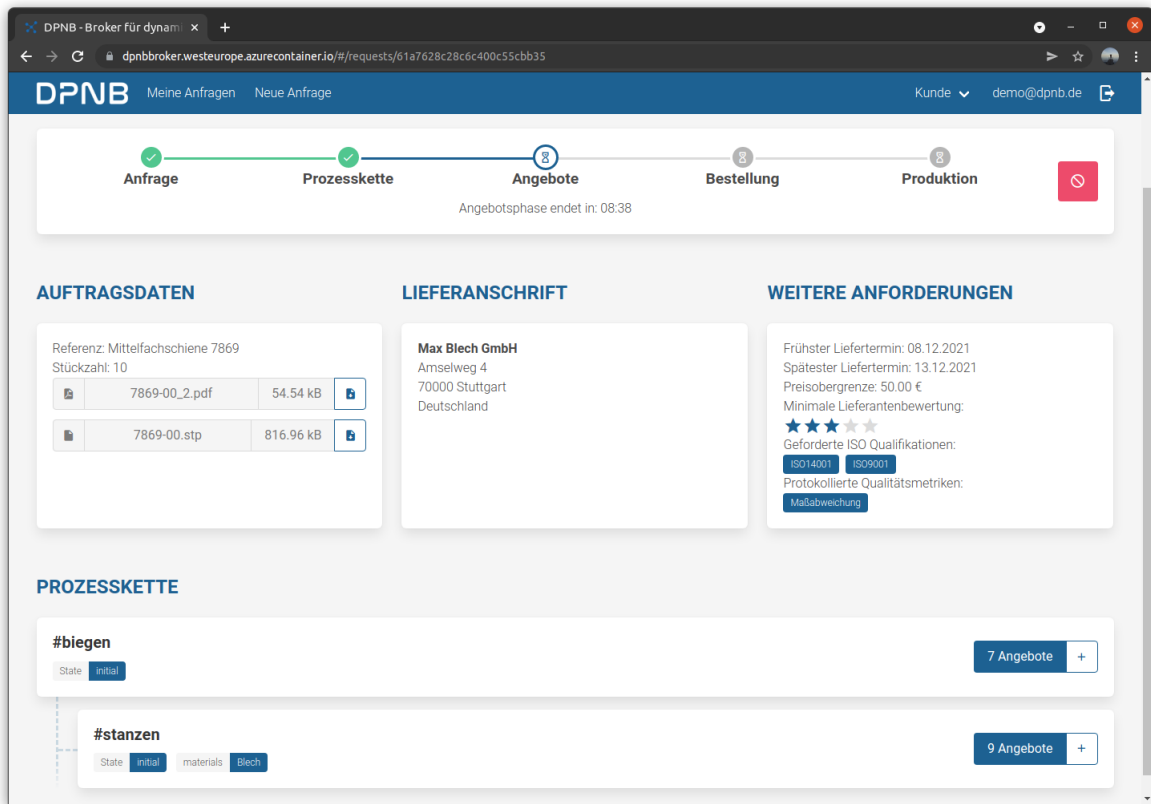 DPNB - Broker für dynami
dpnbbroker.westeurope.azurecontainer.io/#/requests/61a7628c28c6c400c55cbb35
DPNB Meine Anfragen Neue Anfrage Kunde demo@dpnb.de
Anfrage Prozesskette Angebote Bestellung Produktion
Angebotsphase endet in: 08:38
AUFTRAGSDATEN LIEFERANSCHRIFT WEITERE ANFORDERUNGEN
Referenz: Mittelfachschiene 7869
Stückzahl: 10
7869-00_2.pdf 54.54 kB
7869-00.stp 816.96 kB
Max Blech GmbH
Amselweg 4
70000 Stuttgart
Deutschland
Frühster Liefertermin: 08.12.2021
Spätester Liefertermin: 13.12.2021
Preisobergrenze: 50.00 €
Minimale Lieferantenbewertung:
Geforderte ISO Qualifikationen:
ISO14001 ISO9001
Protokollierte Qualitätsmetriken:
Maßabweichung
PROZESSKETTE
#biegen
State initial
7 Angebote +
#stanzen
State initial materials Blech
9 Angebote +